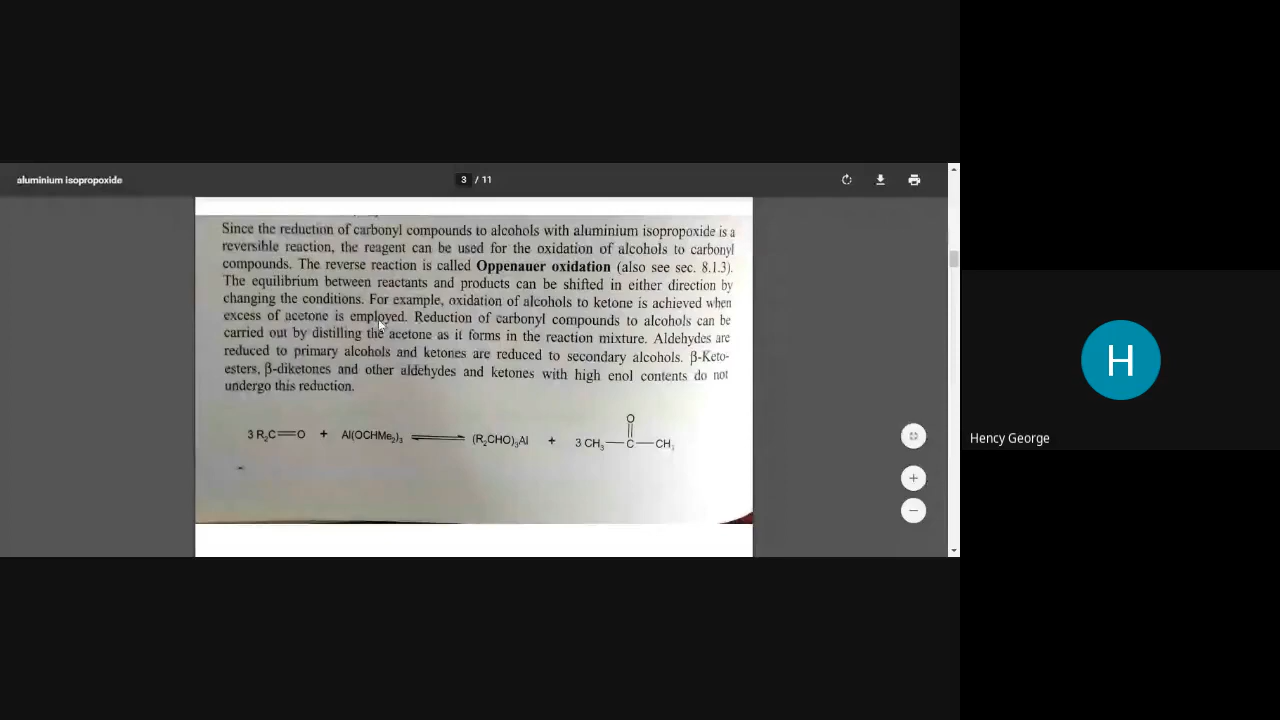 aluminium isopropoxide
3 / 11
Since the reduction of carbonyl compounds to alcohols with aluminium isopropoxide is a
reversible reaction, the reagent can be used for the oxidation of alcohols to carbonyl
compounds. The reverse reaction is called Oppenauer oxidation (also see sec. 8.1.3).
The equilibrium between reactants and products can be shifted in either direction by
changing the conditions. For example, oxidation of alcohols to ketone is achieved when
excess of acetone is employed. Reduction of carbonyl compounds to alcohols can be
carried out by distilling the acetone as it forms in the reaction mixture. Aldehydes are
reduced to primary alcohols and ketones are reduced to secondary alcohols. β-Keto-
esters, β-diketones and other aldehydes and ketones with high enol contents do not
undergo this reduction.
O
3 R₂C=O + Al(OCHMe₂)₃ ⇌ (R₂CHO)₃Al + 3 CH₃—C—CH₃
H
Hency George